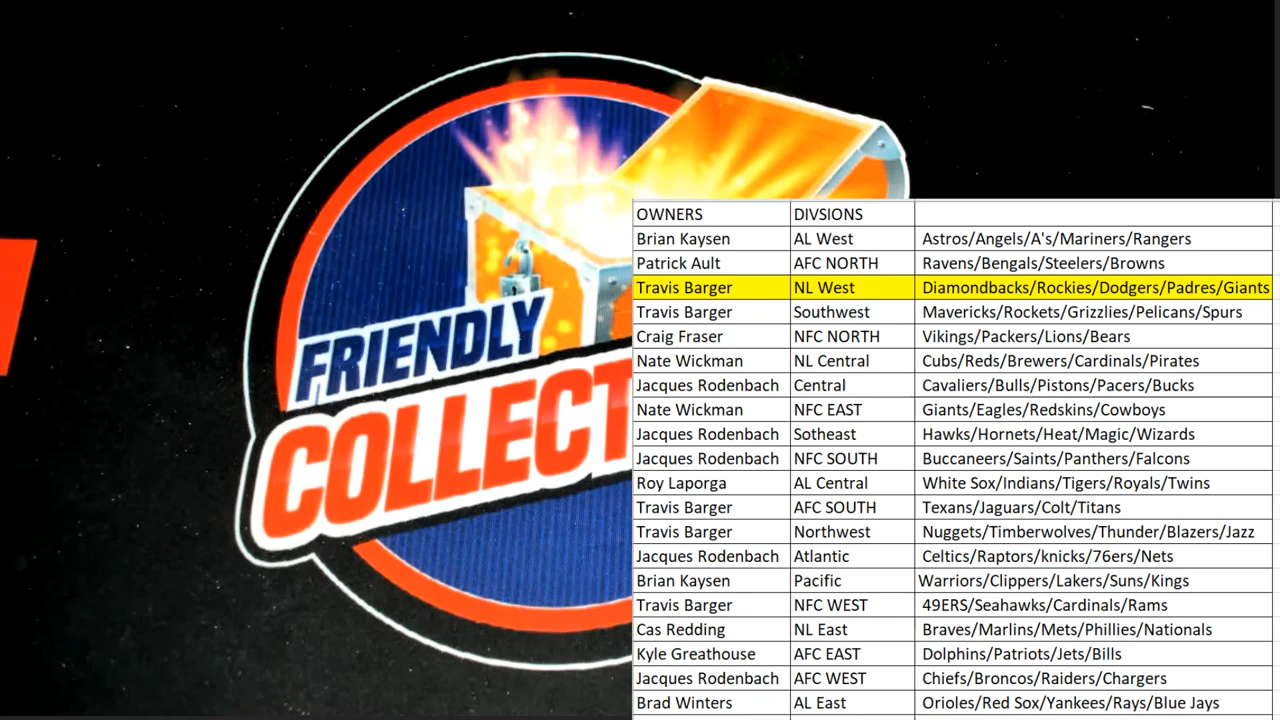 FRIENDLY
COLLECT
OWNERS DIVSIONS
Brian Kaysen AL West Astros/Angels/A's/Mariners/Rangers
Patrick Ault AFC NORTH Ravens/Bengals/Steelers/Browns
Travis Barger NL West Diamondbacks/Rockies/Dodgers/Padres/Giants
Travis Barger Southwest Mavericks/Rockets/Grizzlies/Pelicans/Spurs
Craig Fraser NFC NORTH Vikings/Packers/Lions/Bears
Nate Wickman NL Central Cubs/Reds/Brewers/Cardinals/Pirates
Jacques Rodenbach Central Cavaliers/Bulls/Pistons/Pacers/Bucks
Nate Wickman NFC EAST Giants/Eagles/Redskins/Cowboys
Jacques Rodenbach Sotheast Hawks/Hornets/Heat/Magic/Wizards
Jacques Rodenbach NFC SOUTH Buccaneers/Saints/Panthers/Falcons
Roy Laporga AL Central White Sox/Indians/Tigers/Royals/Twins
Travis Barger AFC SOUTH Texans/Jaguars/Colt/Titans
Travis Barger Northwest Nuggets/Timberwolves/Thunder/Blazers/Jazz
Jacques Rodenbach Atlantic Celtics/Raptors/knicks/76ers/Nets
Brian Kaysen Pacific Warriors/Clippers/Lakers/Suns/Kings
Travis Barger NFC WEST 49ERS/Seahawks/Cardinals/Rams
Cas Redding NL East Braves/Marlins/Mets/Phillies/Nationals
Kyle Greathouse AFC EAST Dolphins/Patriots/Jets/Bills
Jacques Rodenbach AFC WEST Chiefs/Broncos/Raiders/Chargers
Brad Winters AL East Orioles/Red Sox/Yankees/Rays/Blue Jays